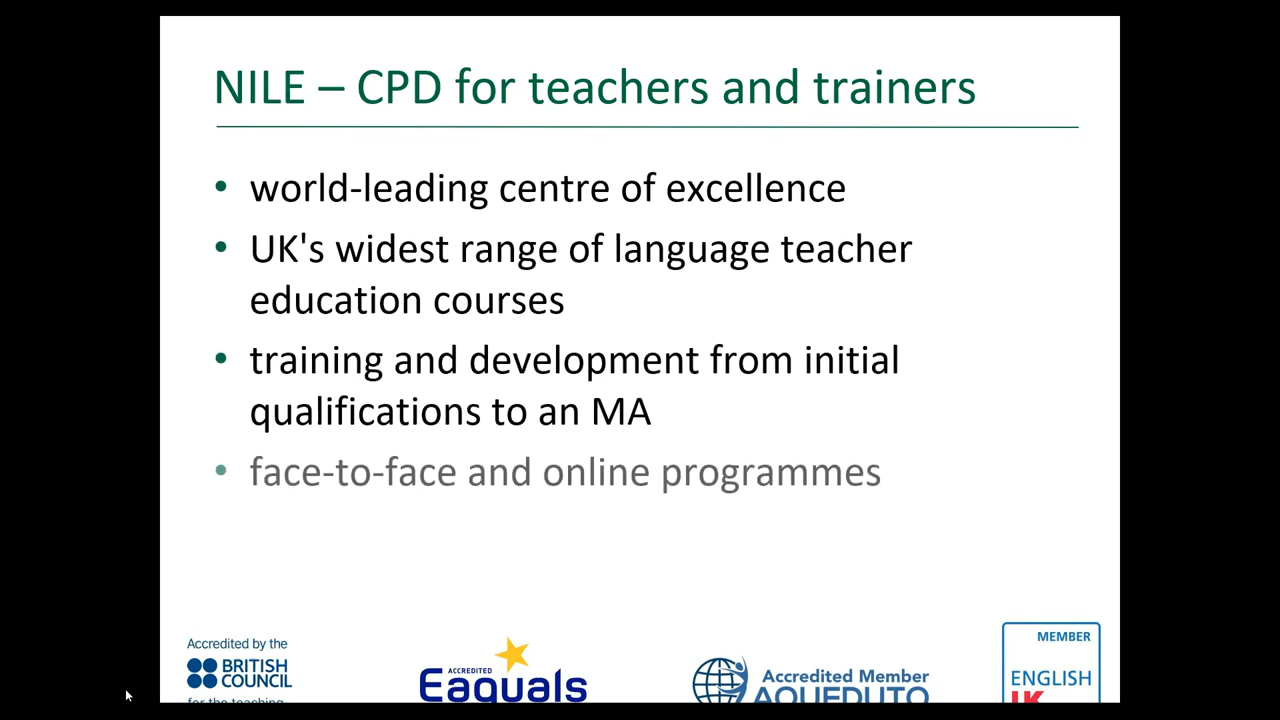 NILE – CPD for teachers and trainers
• world-leading centre of excellence
• UK's widest range of language teacher
education courses
• training and development from initial
qualifications to an MA
• face-to-face and online programmes
Accredited by the
BRITISH
COUNCIL
for the teaching
ACCREDITED
Eaquals
Accredited Member
AQUEDUTO
MEMBER
ENGLISH
UK